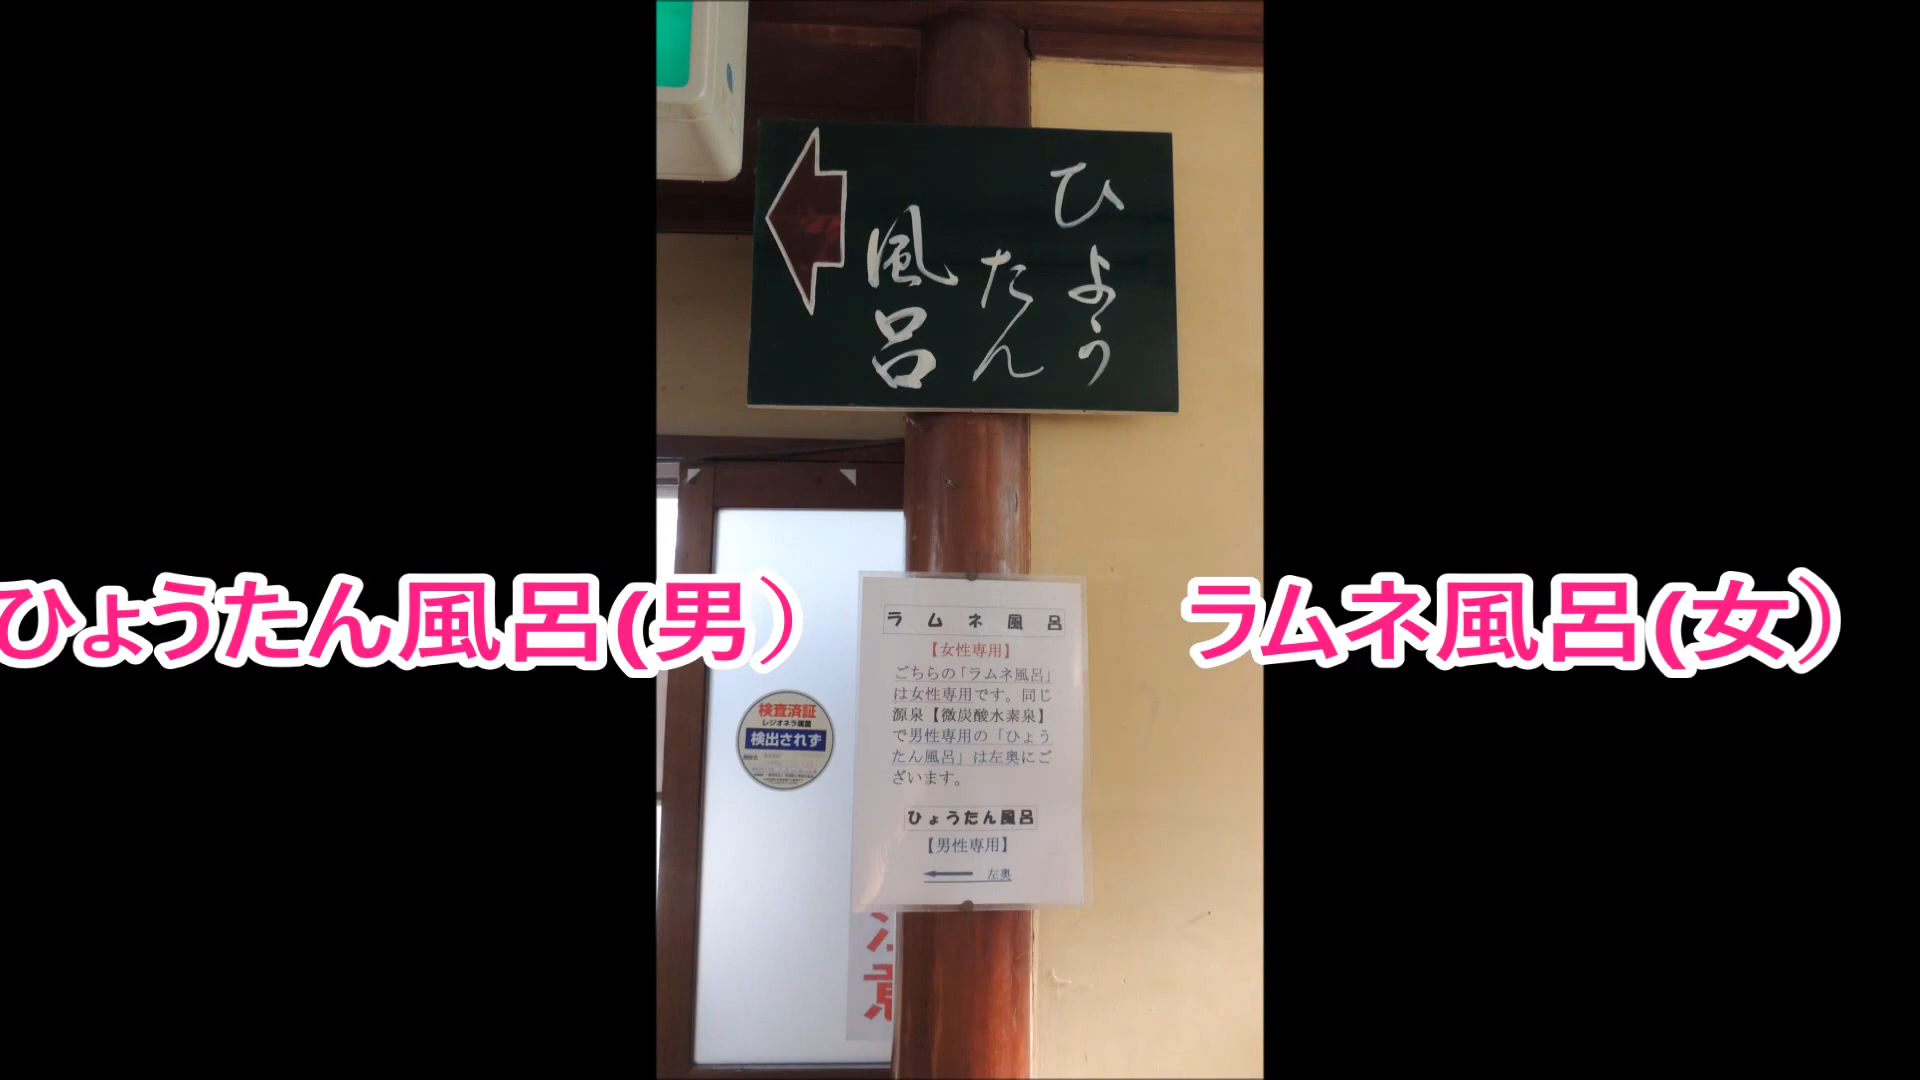 ひょう
たん
風呂
ひょうたん風呂(男）
ラムネ風呂(女）
ラムネ風呂
【女性専用】
ごちらの「ラムネ風呂」
は女性専用です。同じ
源泉【微炭酸水素泉】
で男性専用の「ひょう
たん風呂」は左奥にご
ざいます。
ひょうたん風呂
【男性専用】
左奥
検査済証
レジオネラ属菌
検出されず
注意